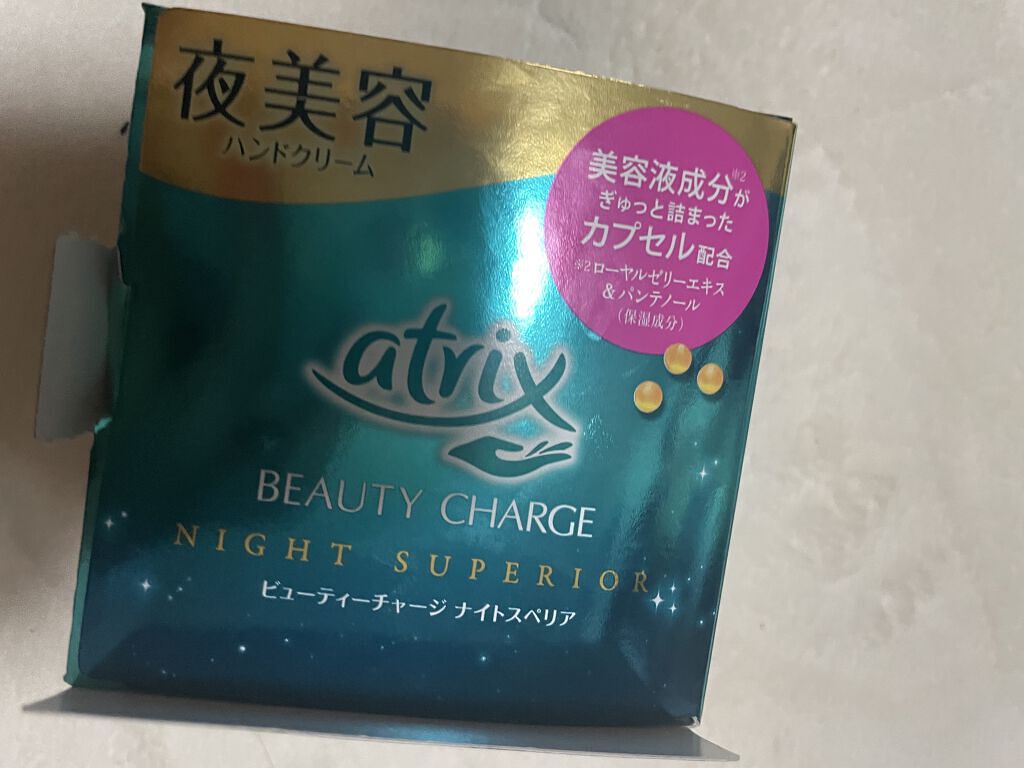 夜美容
ハンドクリーム
美容液成分※2が
ぎゅっと詰まった
カプセル配合
※2ローヤルゼリーエキス
&パンテノール
(保湿成分)
atrix
BEAUTY CHARGE
NIGHT SUPERIOR
ビューティーチャージ ナイトスペリア